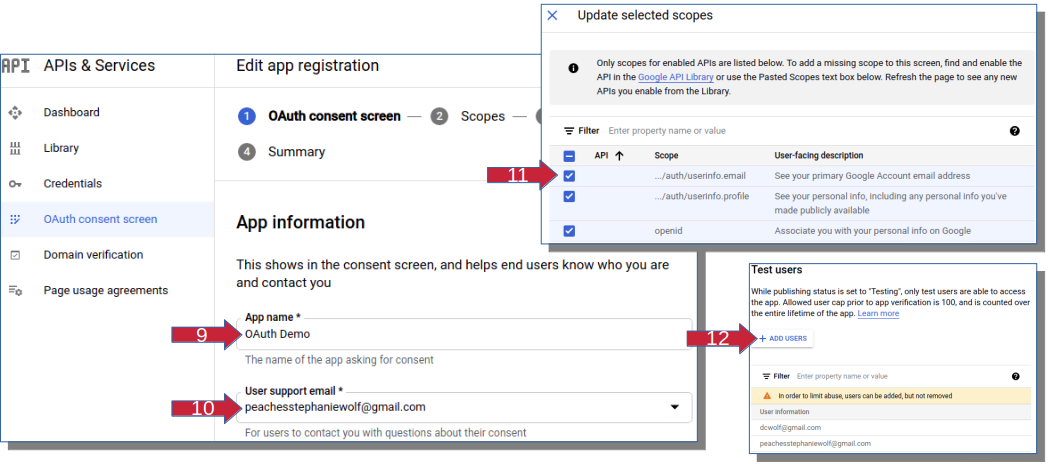 API APIs & Services
Dashboard
Library
Credentials
OAuth consent screen
Domain verification
Page usage agreements
Edit app registration
1 OAuth consent screen — 2 Scopes —
4 Summary
App information
This shows in the consent screen, and helps end users know who you are
and contact you
9
App name *
OAuth Demo
The name of the app asking for consent
10
User support email *
peachesstephaniewolf@gmail.com
For users to contact you with questions about their consent
Update selected scopes
Only scopes for enabled APIs are listed
below. To add a missing scope to this screen, find and enable the
API in the Google API Library or use the Pasted Scopes text box below. Refresh the page to see any new
APIs you enable from the Library.
Filter Enter property name or value
API Scope User-facing description
11
.../auth/userinfo.email See your primary Google Account email address
.../auth/userinfo.profile See your personal info, including any personal info you've
made publicly available
openid Associate you with your personal info on Google
Test users
While publishing status is set to "Testing", only test users are able to access
the app. Allowed user cap prior to app verification is 100, and is counted over
the entire lifetime of the app. Learn more
12
+ ADD USERS
Filter Enter property name or value
In order to limit abuse, users can be added, but not removed
User information
dcwolf@gmail.com
peachesstephaniewolf@gmail.com